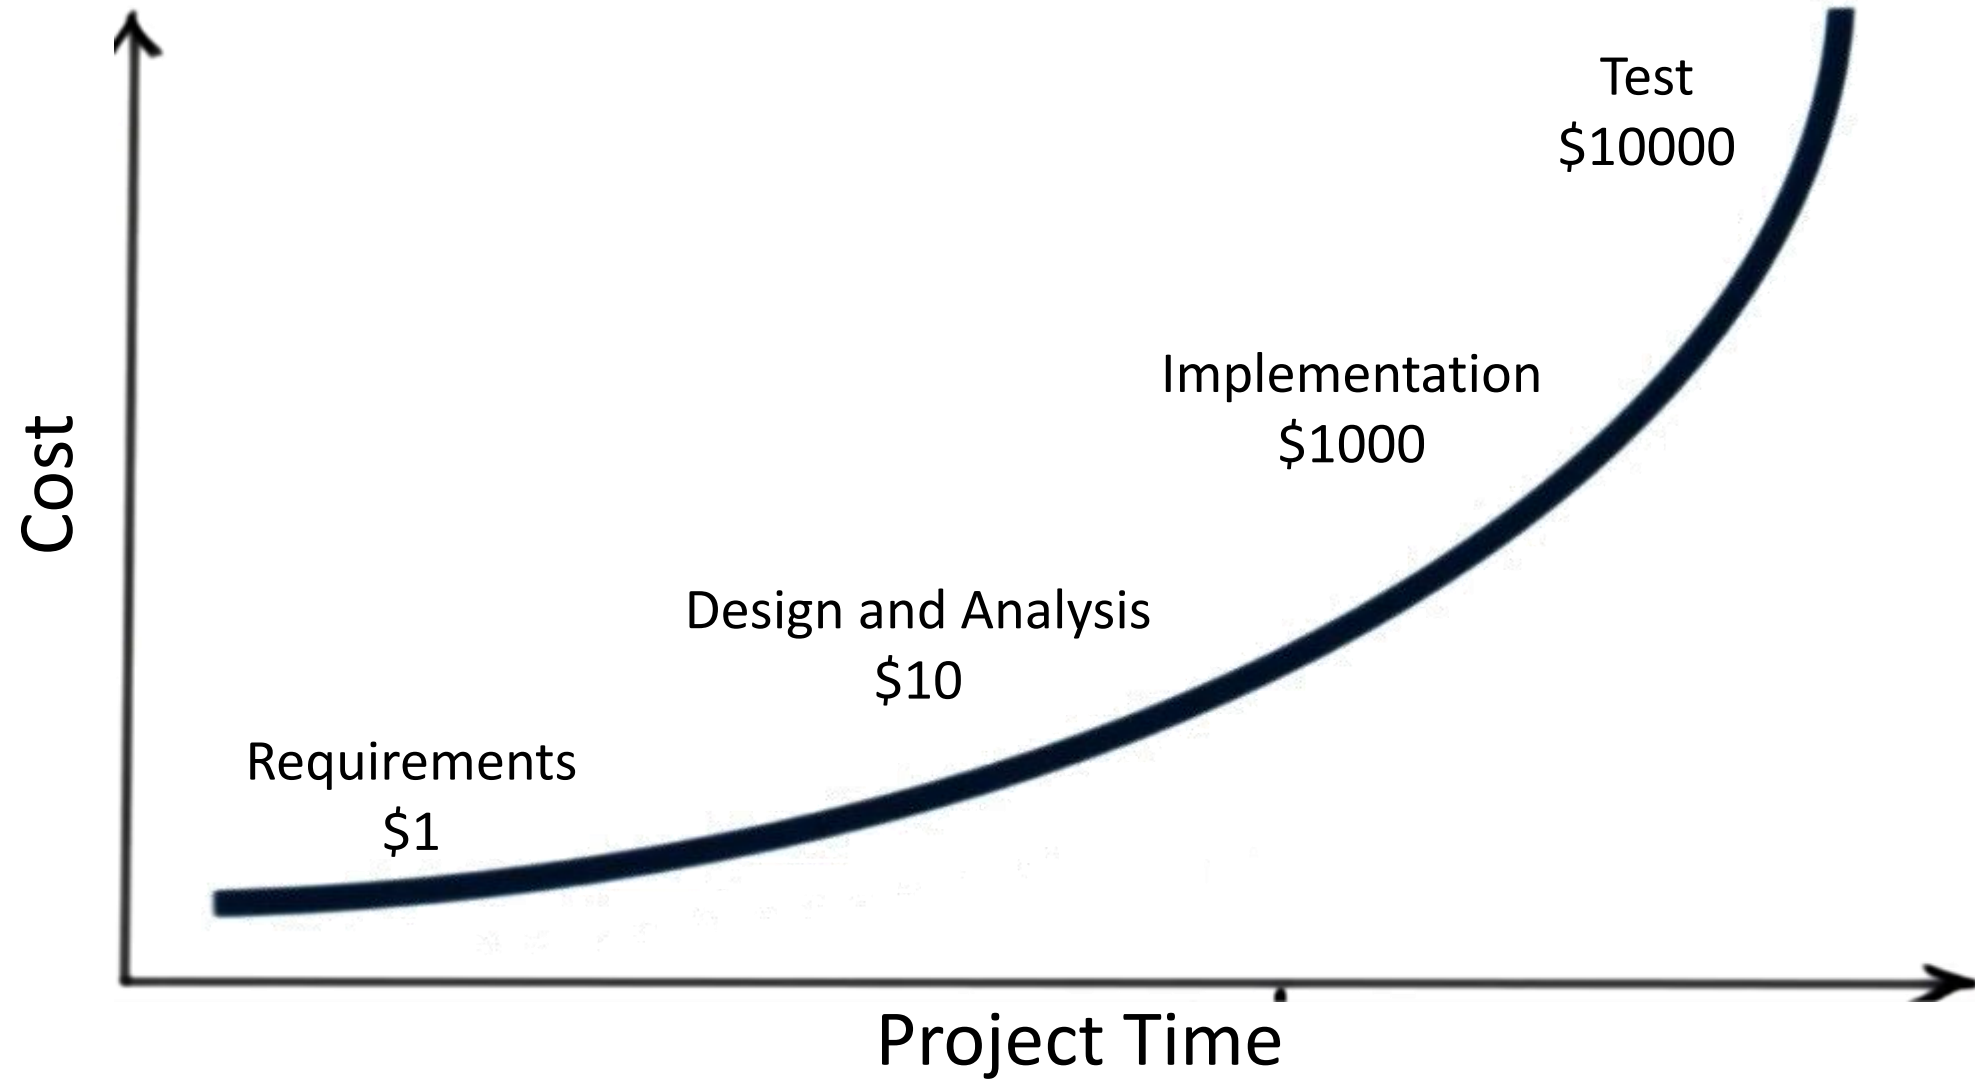 Test
$10000
Implementation
$1000
Cost
Design and Analysis
$10
Requirements
$1
Project Time